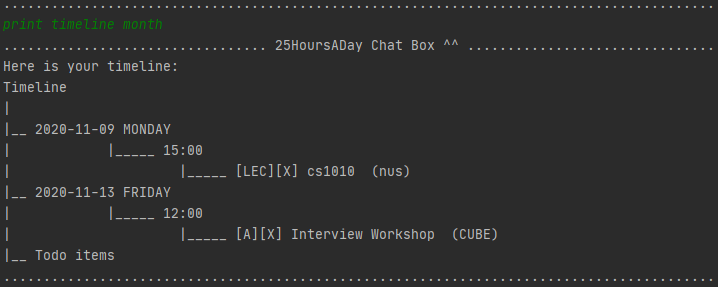 .........................................................................................
print timeline month
................................. 25HoursADay Chat Box ^^ ...............................
Here is your timeline:
Timeline
|
|__ 2020-11-09 MONDAY
|            |_____ 15:00
|                     |_____ [LEC][X] cs1010  (nus)
|__ 2020-11-13 FRIDAY
|            |_____ 12:00
|                     |_____ [A][X] Interview Workshop  (CUBE)
|__ Todo items
.........................................................................................